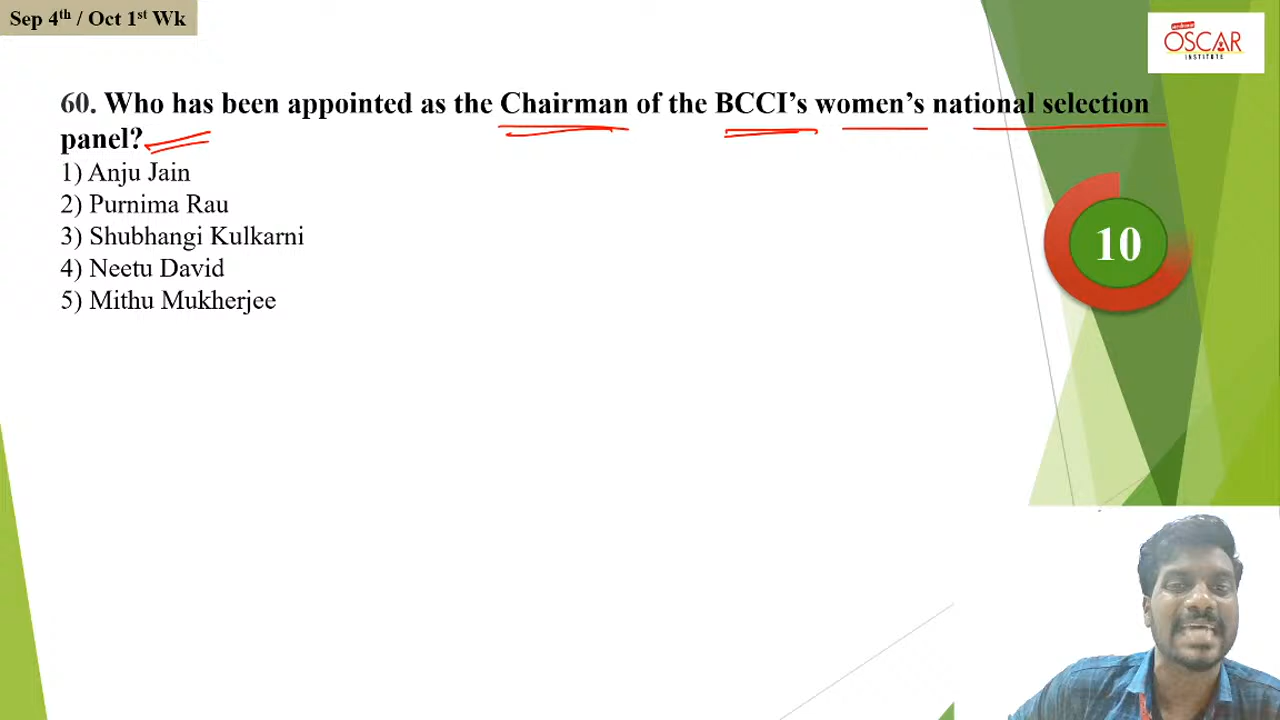 Sep 4th / Oct 1st Wk
OSCAR
INSTITUTE
60. Who has been appointed as the Chairman of the BCCI’s women’s national selection
panel?
1) Anju Jain
2) Purnima Rau
3) Shubhangi Kulkarni
4) Neetu David
5) Mithu Mukherjee
10